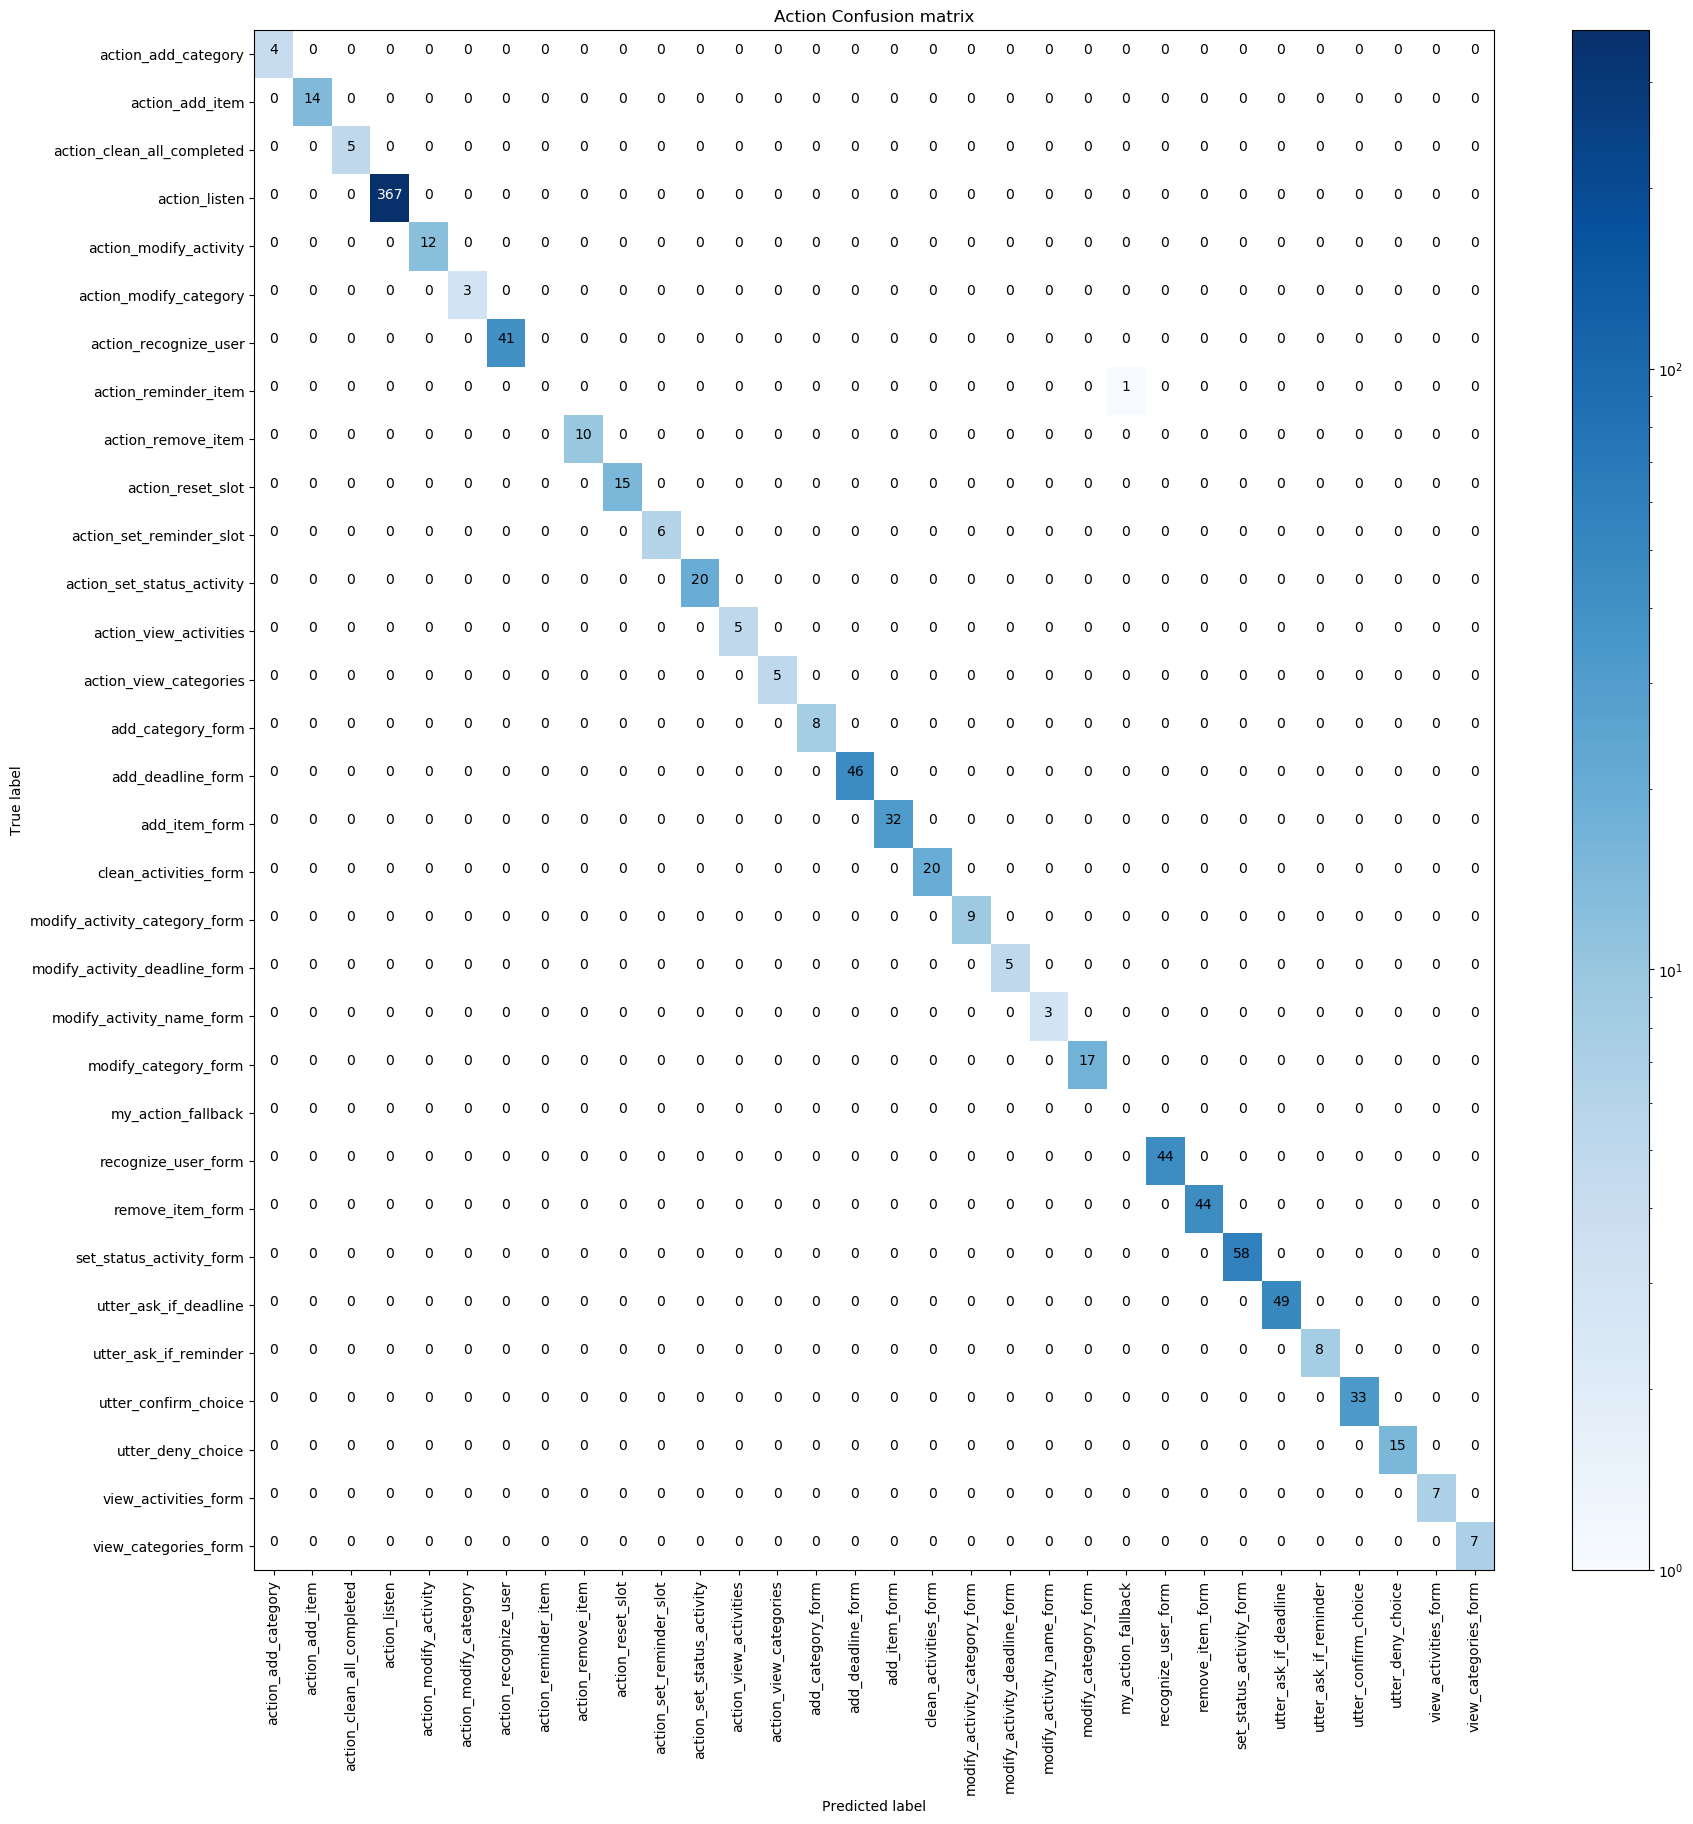 Action Confusion matrix
action_add_category 4 0 0 0 0 0 0 0 0 0 0 0 0 0 0 0 0 0 0 0 0 0 0 0 0 0 0 0 0 0 0 0
action_add_item 0 14 0 0 0 0 0 0 0 0 0 0 0 0 0 0 0 0 0 0 0 0 0 0 0 0 0 0 0 0 0 0
action_clean_all_completed 0 0 5 0 0 0 0 0 0 0 0 0 0 0 0 0 0 0 0 0 0 0 0 0 0 0 0 0 0 0 0 0
action_listen 0 0 0 367 0 0 0 0 0 0 0 0 0 0 0 0 0 0 0 0 0 0 0 0 0 0 0 0 0 0 0 0
action_modify_activity 0 0 0 0 12 0 0 0 0 0 0 0 0 0 0 0 0 0 0 0 0 0 0 0 0 0 0 0 0 0 0 0
action_modify_category 0 0 0 0 0 3 0 0 0 0 0 0 0 0 0 0 0 0 0 0 0 0 0 0 0 0 0 0 0 0 0 0
action_recognize_user 0 0 0 0 0 0 41 0 0 0 0 0 0 0 0 0 0 0 0 0 0 0 0 0 0 0 0 0 0 0 0 0
action_reminder_item 0 0 0 0 0 0 0 0 0 0 0 0 0 0 0 0 0 0 0 0 0 0 1 0 0 0 0 0 0 0 0 0
action_remove_item 0 0 0 0 0 0 0 0 10 0 0 0 0 0 0 0 0 0 0 0 0 0 0 0 0 0 0 0 0 0 0 0
action_reset_slot 0 0 0 0 0 0 0 0 0 15 0 0 0 0 0 0 0 0 0 0 0 0 0 0 0 0 0 0 0 0 0 0
action_set_reminder_slot 0 0 0 0 0 0 0 0 0 0 6 0 0 0 0 0 0 0 0 0 0 0 0 0 0 0 0 0 0 0 0 0
action_set_status_activity 0 0 0 0 0 0 0 0 0 0 0 20 0 0 0 0 0 0 0 0 0 0 0 0 0 0 0 0 0 0 0 0
action_view_activities 0 0 0 0 0 0 0 0 0 0 0 0 5 0 0 0 0 0 0 0 0 0 0 0 0 0 0 0 0 0 0 0
action_view_categories 0 0 0 0 0 0 0 0 0 0 0 0 0 5 0 0 0 0 0 0 0 0 0 0 0 0 0 0 0 0 0 0
add_category_form 0 0 0 0 0 0 0 0 0 0 0 0 0 0 8 0 0 0 0 0 0 0 0 0 0 0 0 0 0 0 0 0
add_deadline_form 0 0 0 0 0 0 0 0 0 0 0 0 0 0 0 46 0 0 0 0 0 0 0 0 0 0 0 0 0 0 0 0
add_item_form 0 0 0 0 0 0 0 0 0 0 0 0 0 0 0 0 32 0 0 0 0 0 0 0 0 0 0 0 0 0 0 0
clean_activities_form 0 0 0 0 0 0 0 0 0 0 0 0 0 0 0 0 0 20 0 0 0 0 0 0 0 0 0 0 0 0 0 0
modify_activity_category_form 0 0 0 0 0 0 0 0 0 0 0 0 0 0 0 0 0 0 9 0 0 0 0 0 0 0 0 0 0 0 0 0
modify_activity_deadline_form 0 0 0 0 0 0 0 0 0 0 0 0 0 0 0 0 0 0 0 5 0 0 0 0 0 0 0 0 0 0 0 0
modify_activity_name_form 0 0 0 0 0 0 0 0 0 0 0 0 0 0 0 0 0 0 0 0 3 0 0 0 0 0 0 0 0 0 0 0
modify_category_form 0 0 0 0 0 0 0 0 0 0 0 0 0 0 0 0 0 0 0 0 0 17 0 0 0 0 0 0 0 0 0 0
my_action_fallback 0 0 0 0 0 0 0 0 0 0 0 0 0 0 0 0 0 0 0 0 0 0 0 0 0 0 0 0 0 0 0 0
recognize_user_form 0 0 0 0 0 0 0 0 0 0 0 0 0 0 0 0 0 0 0 0 0 0 0 44 0 0 0 0 0 0 0 0
remove_item_form 0 0 0 0 0 0 0 0 0 0 0 0 0 0 0 0 0 0 0 0 0 0 0 0 44 0 0 0 0 0 0 0
set_status_activity_form 0 0 0 0 0 0 0 0 0 0 0 0 0 0 0 0 0 0 0 0 0 0 0 0 0 58 0 0 0 0 0 0
utter_ask_if_deadline 0 0 0 0 0 0 0 0 0 0 0 0 0 0 0 0 0 0 0 0 0 0 0 0 0 0 49 0 0 0 0 0
utter_ask_if_reminder 0 0 0 0 0 0 0 0 0 0 0 0 0 0 0 0 0 0 0 0 0 0 0 0 0 0 0 8 0 0 0 0
utter_confirm_choice 0 0 0 0 0 0 0 0 0 0 0 0 0 0 0 0 0 0 0 0 0 0 0 0 0 0 0 0 33 0 0 0
utter_deny_choice 0 0 0 0 0 0 0 0 0 0 0 0 0 0 0 0 0 0 0 0 0 0 0 0 0 0 0 0 0 15 0 0
view_activities_form 0 0 0 0 0 0 0 0 0 0 0 0 0 0 0 0 0 0 0 0 0 0 0 0 0 0 0 0 0 0 7 0
view_categories_form 0 0 0 0 0 0 0 0 0 0 0 0 0 0 0 0 0 0 0 0 0 0 0 0 0 0 0 0 0 0 0 7
True label
action_add_category
action_add_item
action_clean_all_completed
action_listen
action_modify_activity
action_modify_category
action_recognize_user
action_reminder_item
action_remove_item
action_reset_slot
action_set_reminder_slot
action_set_status_activity
action_view_activities
action_view_categories
add_category_form
add_deadline_form
add_item_form
clean_activities_form
modify_activity_category_form
modify_activity_deadline_form
modify_activity_name_form
modify_category_form
my_action_fallback
recognize_user_form
remove_item_form
set_status_activity_form
utter_ask_if_deadline
utter_ask_if_reminder
utter_confirm_choice
utter_deny_choice
view_activities_form
view_categories_form
Predicted label
10²
10¹
10⁰